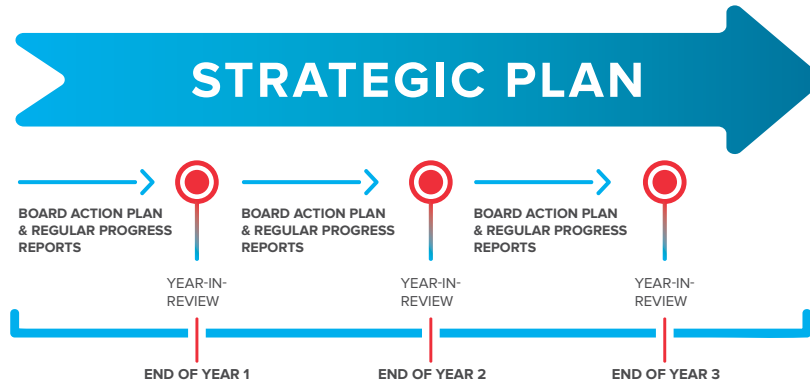 STRATEGIC PLAN
BOARD ACTION PLAN
& REGULAR PROGRESS
REPORTS
BOARD ACTION PLAN
& REGULAR PROGRESS
REPORTS
BOARD ACTION PLAN
& REGULAR PROGRESS
REPORTS
YEAR-IN-
REVIEW
YEAR-IN-
REVIEW
YEAR-IN-
REVIEW
END OF YEAR 1
END OF YEAR 2
END OF YEAR 3